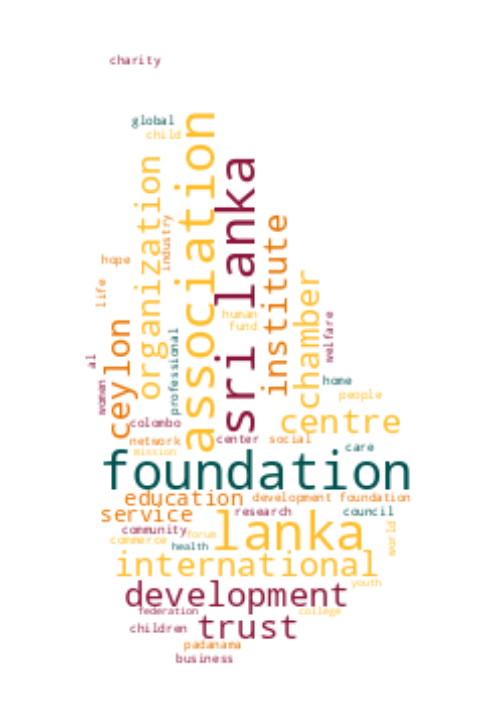 charity
global
child
association
organization
sri lanka
industry
institute
hope
chamber
life
human
fund
ceylon
welfare
professional
al
women
home
people
colombo
centre
network
center
social
mission
care
foundation
education
development foundation
service
research
council
lanka
community
forum
world
commerce
health
international
youth
development
federation
college
trust
children
padanama
business